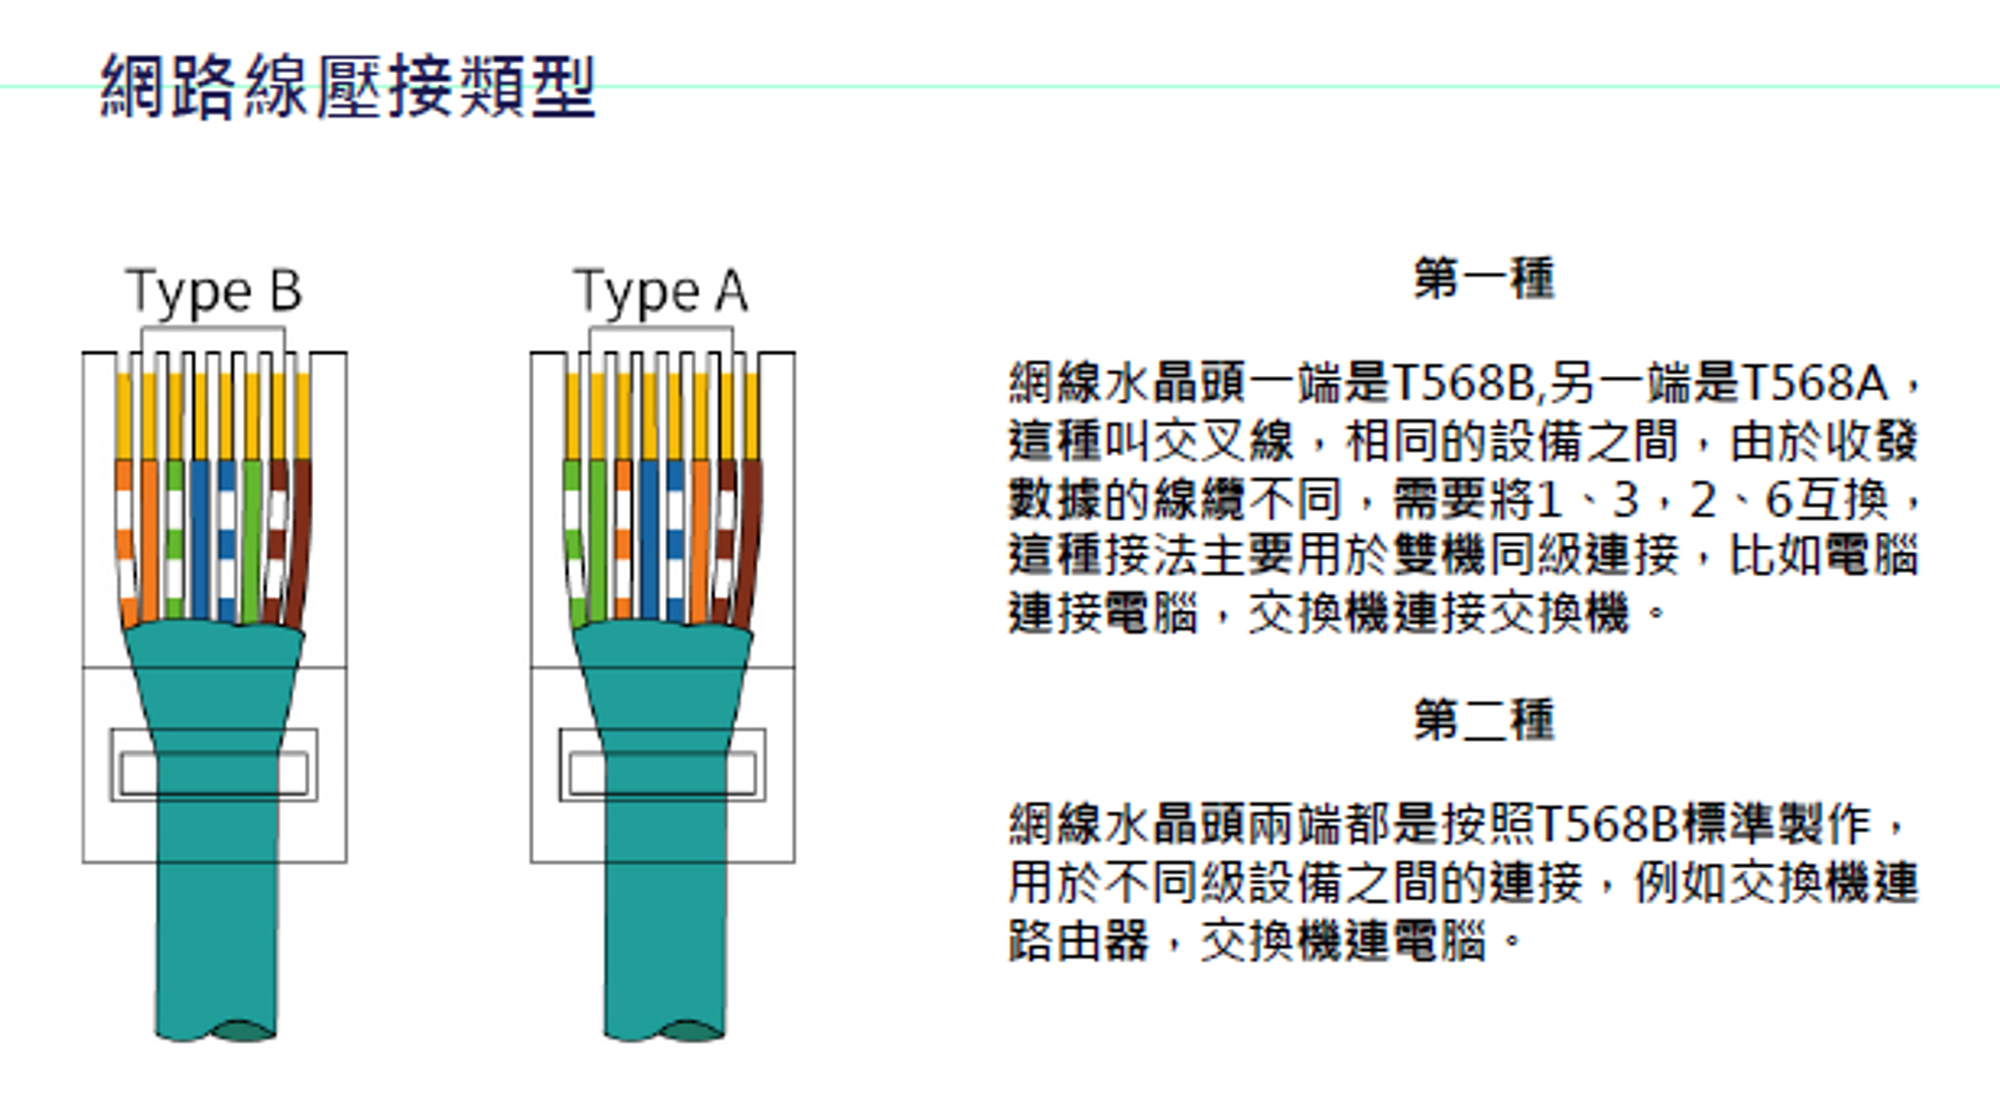 網路線壓接類型
Type B
Type A
第一種
網線水晶頭一端是T568B,另一端是T568A，
這種叫交叉線，相同的設備之間，由於收發
數據的線纜不同，需要將1、3，2、6互換，
這種接法主要用於雙機同級連接，比如電腦
連接電腦，交換機連接交換機。
第二種
網線水晶頭兩端都是按照T568B標準製作，
用於不同級設備之間的連接，例如交換機連
路由器，交換機連電腦。